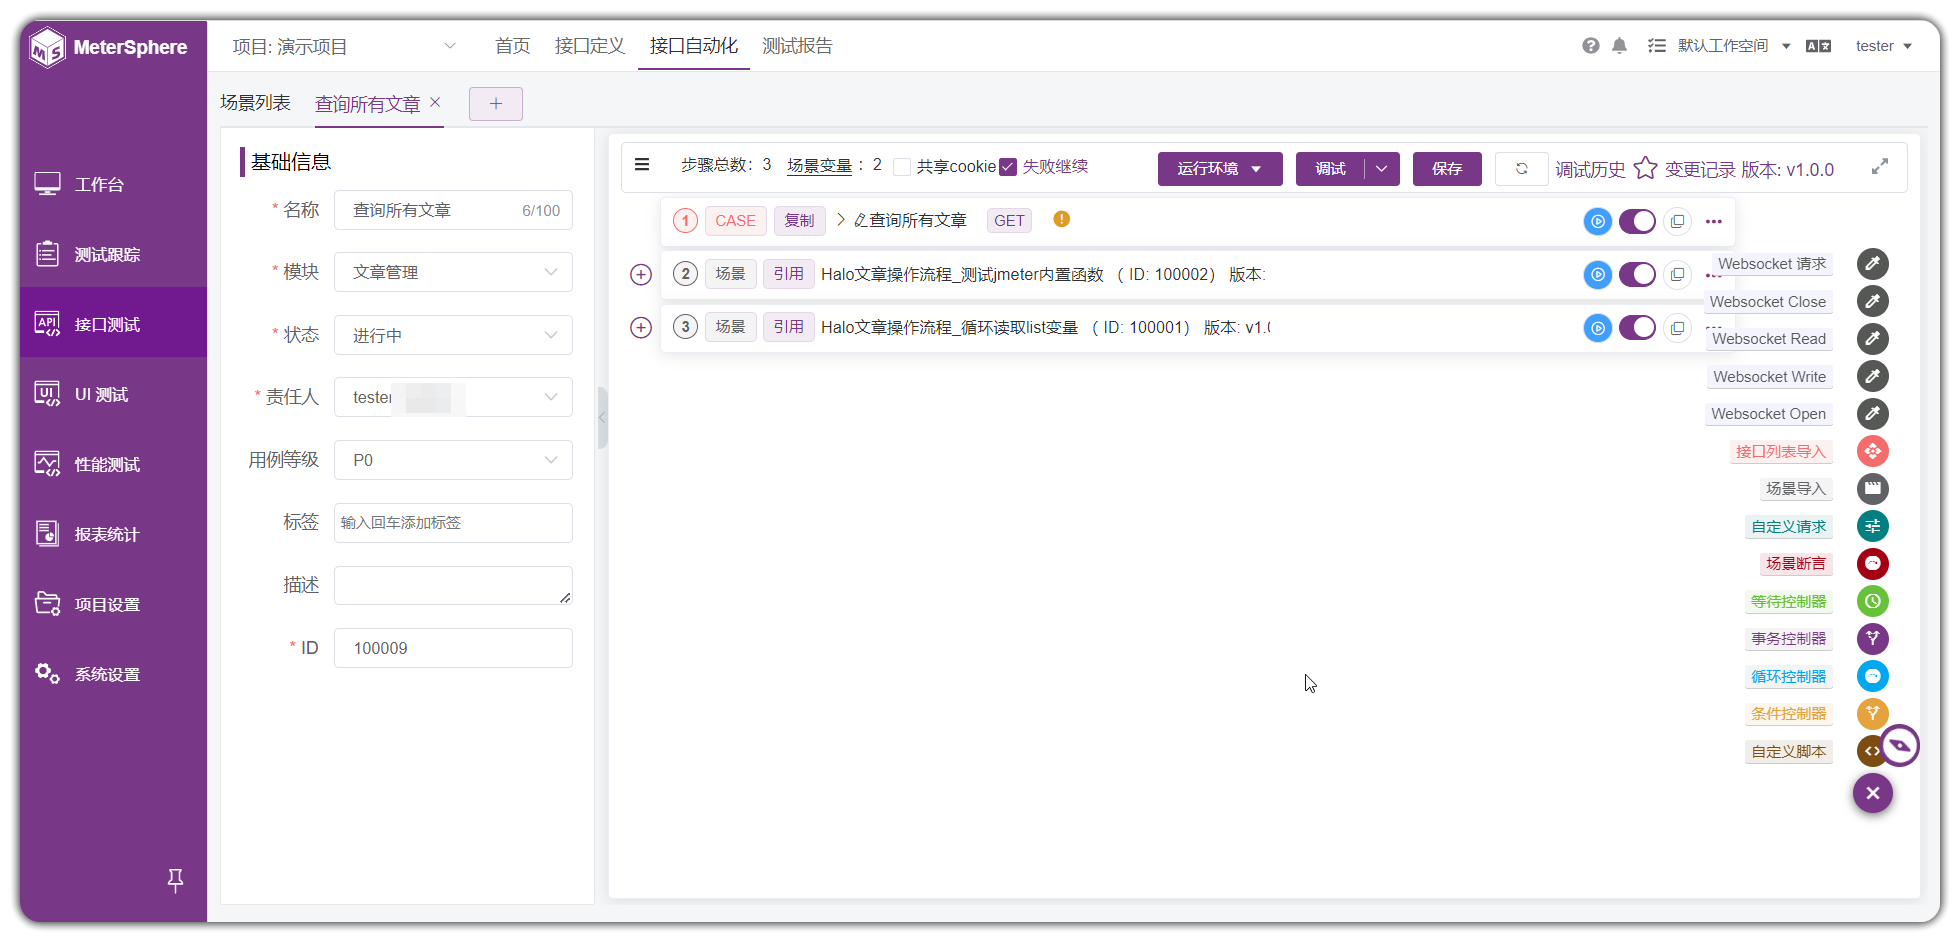 MeterSphere
项目: 演示项目
首页
接口定义
接口自动化
测试报告
默认工作空间
tester
场景列表
查询所有文章
工作台
测试跟踪
接口测试
UI 测试
性能测试
报表统计
项目设置
系统设置
基础信息
* 名称
查询所有文章
6/100
* 模块
文章管理
* 状态
进行中
* 责任人
tester
用例等级
P0
标签
输入回车添加标签
描述
* ID
100009
步骤总数: 3
场景变量 : 2
共享cookie
失败继续
运行环境
调试
保存
调试历史
变更记录
版本: v1.0.0
1 CASE 复制 查询所有文章 GET
2 场景 引用 Halo文章操作流程_测试jmeter内置函数 ( ID: 100002) 版本:
3 场景 引用 Halo文章操作流程_循环读取list变量 ( ID: 100001) 版本: v1.
Websocket 请求
Websocket Close
Websocket Read
Websocket Write
Websocket Open
接口列表导入
场景导入
自定义请求
场景断言
等待控制器
事务控制器
循环控制器
条件控制器
自定义脚本